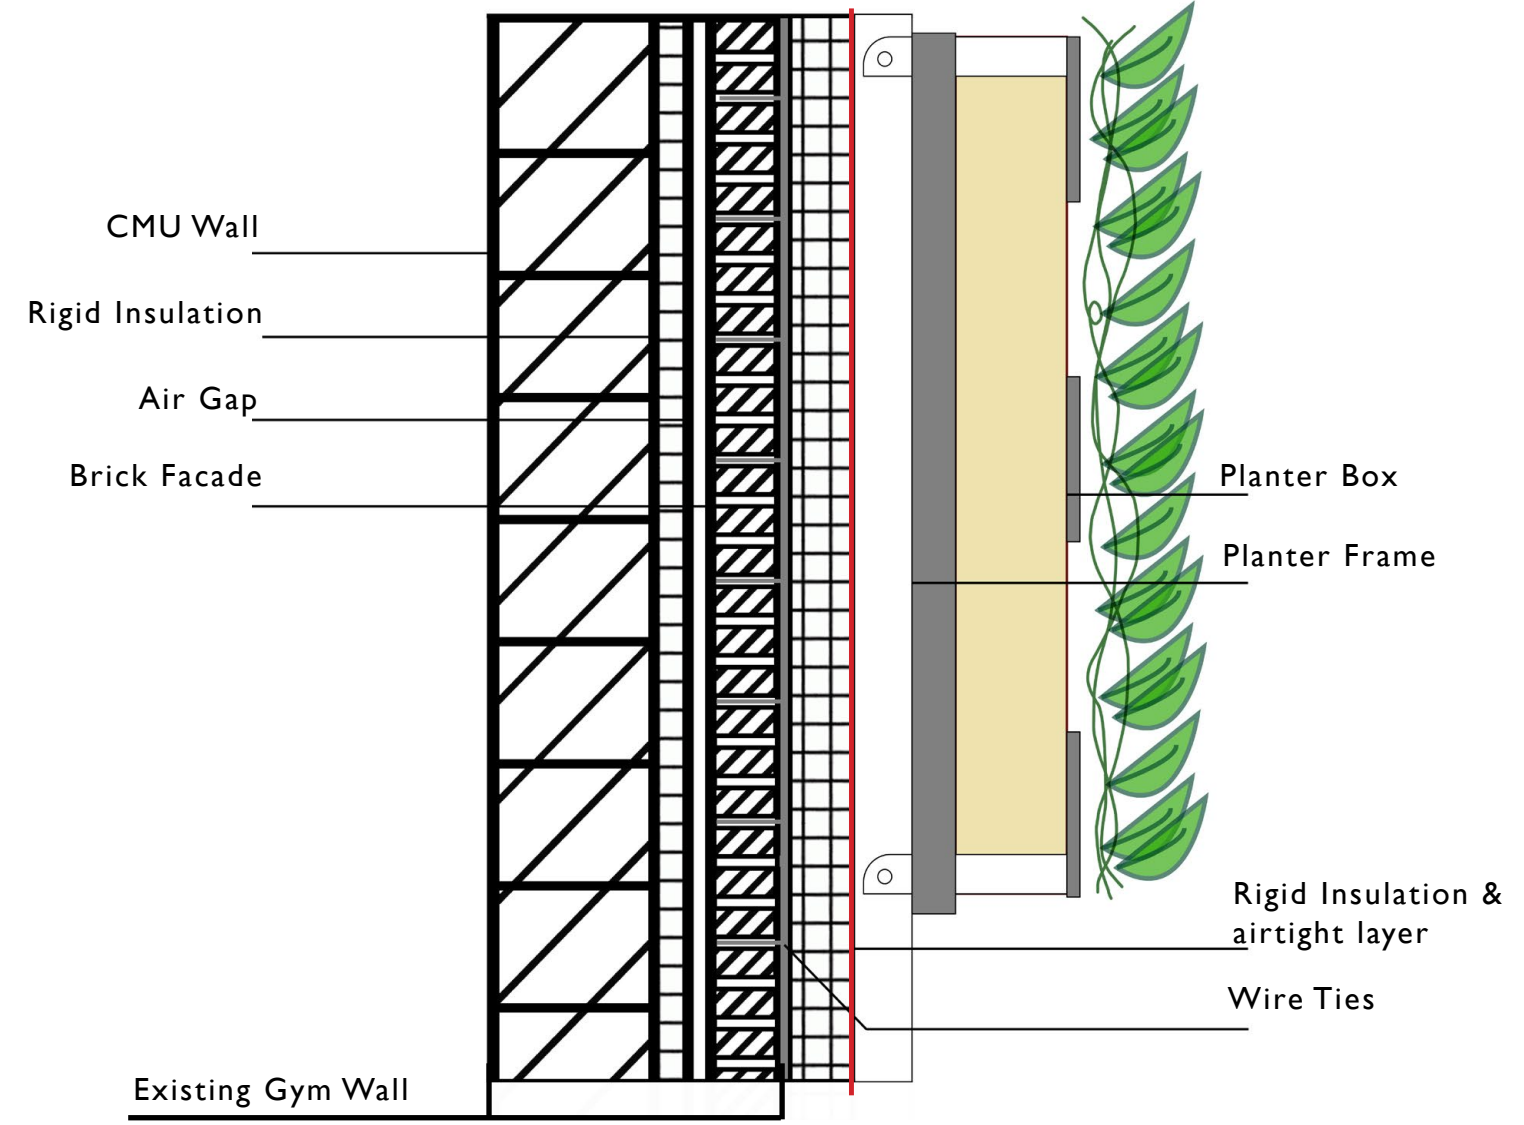 CMU Wall
Rigid Insulation
Air Gap
Brick Facade
Planter Box
Planter Frame
Rigid Insulation &
airtight layer
Wire Ties
Existing Gym Wall